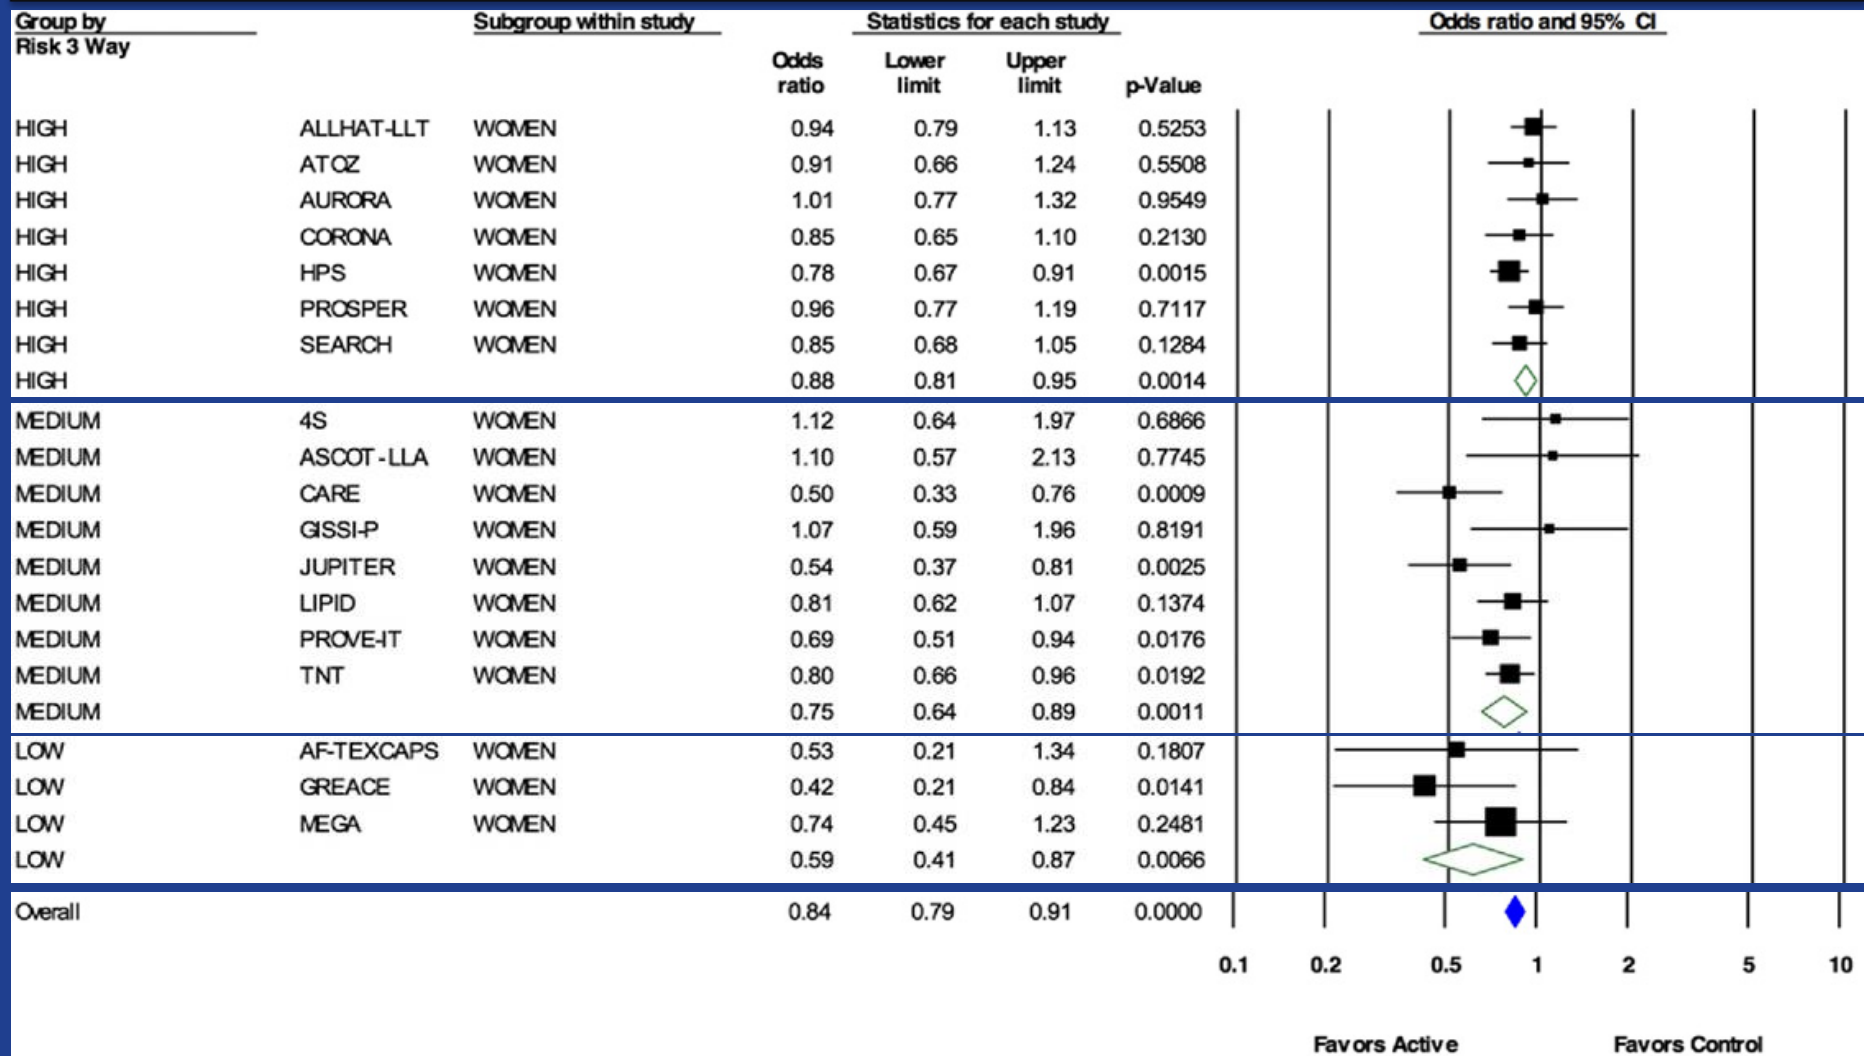 Group by Subgroup within study Statistics for each study Odds ratio and 95% CI
Risk 3 Way
Odds Lower Upper
ratio limit limit p-Value
HIGH ALLHAT-LLT WOMEN 0.94 0.79 1.13 0.5253
HIGH ATOZ WOMEN 0.91 0.66 1.24 0.5508
HIGH AURORA WOMEN 1.01 0.77 1.32 0.9549
HIGH CORONA WOMEN 0.85 0.65 1.10 0.2130
HIGH HPS WOMEN 0.78 0.67 0.91 0.0015
HIGH PROSPER WOMEN 0.96 0.77 1.19 0.7117
HIGH SEARCH WOMEN 0.85 0.68 1.05 0.1284
HIGH 0.88 0.81 0.95 0.0014
MEDIUM 4S WOMEN 1.12 0.64 1.97 0.6866
MEDIUM ASCOT-LLA WOMEN 1.10 0.57 2.13 0.7745
MEDIUM CARE WOMEN 0.50 0.33 0.76 0.0009
MEDIUM GISSI-P WOMEN 1.07 0.59 1.96 0.8191
MEDIUM JUPITER WOMEN 0.54 0.37 0.81 0.0025
MEDIUM LIPID WOMEN 0.81 0.62 1.07 0.1374
MEDIUM PROVE-IT WOMEN 0.69 0.51 0.94 0.0176
MEDIUM TNT WOMEN 0.80 0.66 0.96 0.0192
MEDIUM 0.75 0.64 0.89 0.0011
LOW AF-TEXCAPS WOMEN 0.53 0.21 1.34 0.1807
LOW GREACE WOMEN 0.42 0.21 0.84 0.0141
LOW MEGA WOMEN 0.74 0.45 1.23 0.2481
LOW 0.59 0.41 0.87 0.0066
Overall 0.84 0.79 0.91 0.0000
0.1 0.2 0.5 1 2 5 10
Favors Active Favors Control